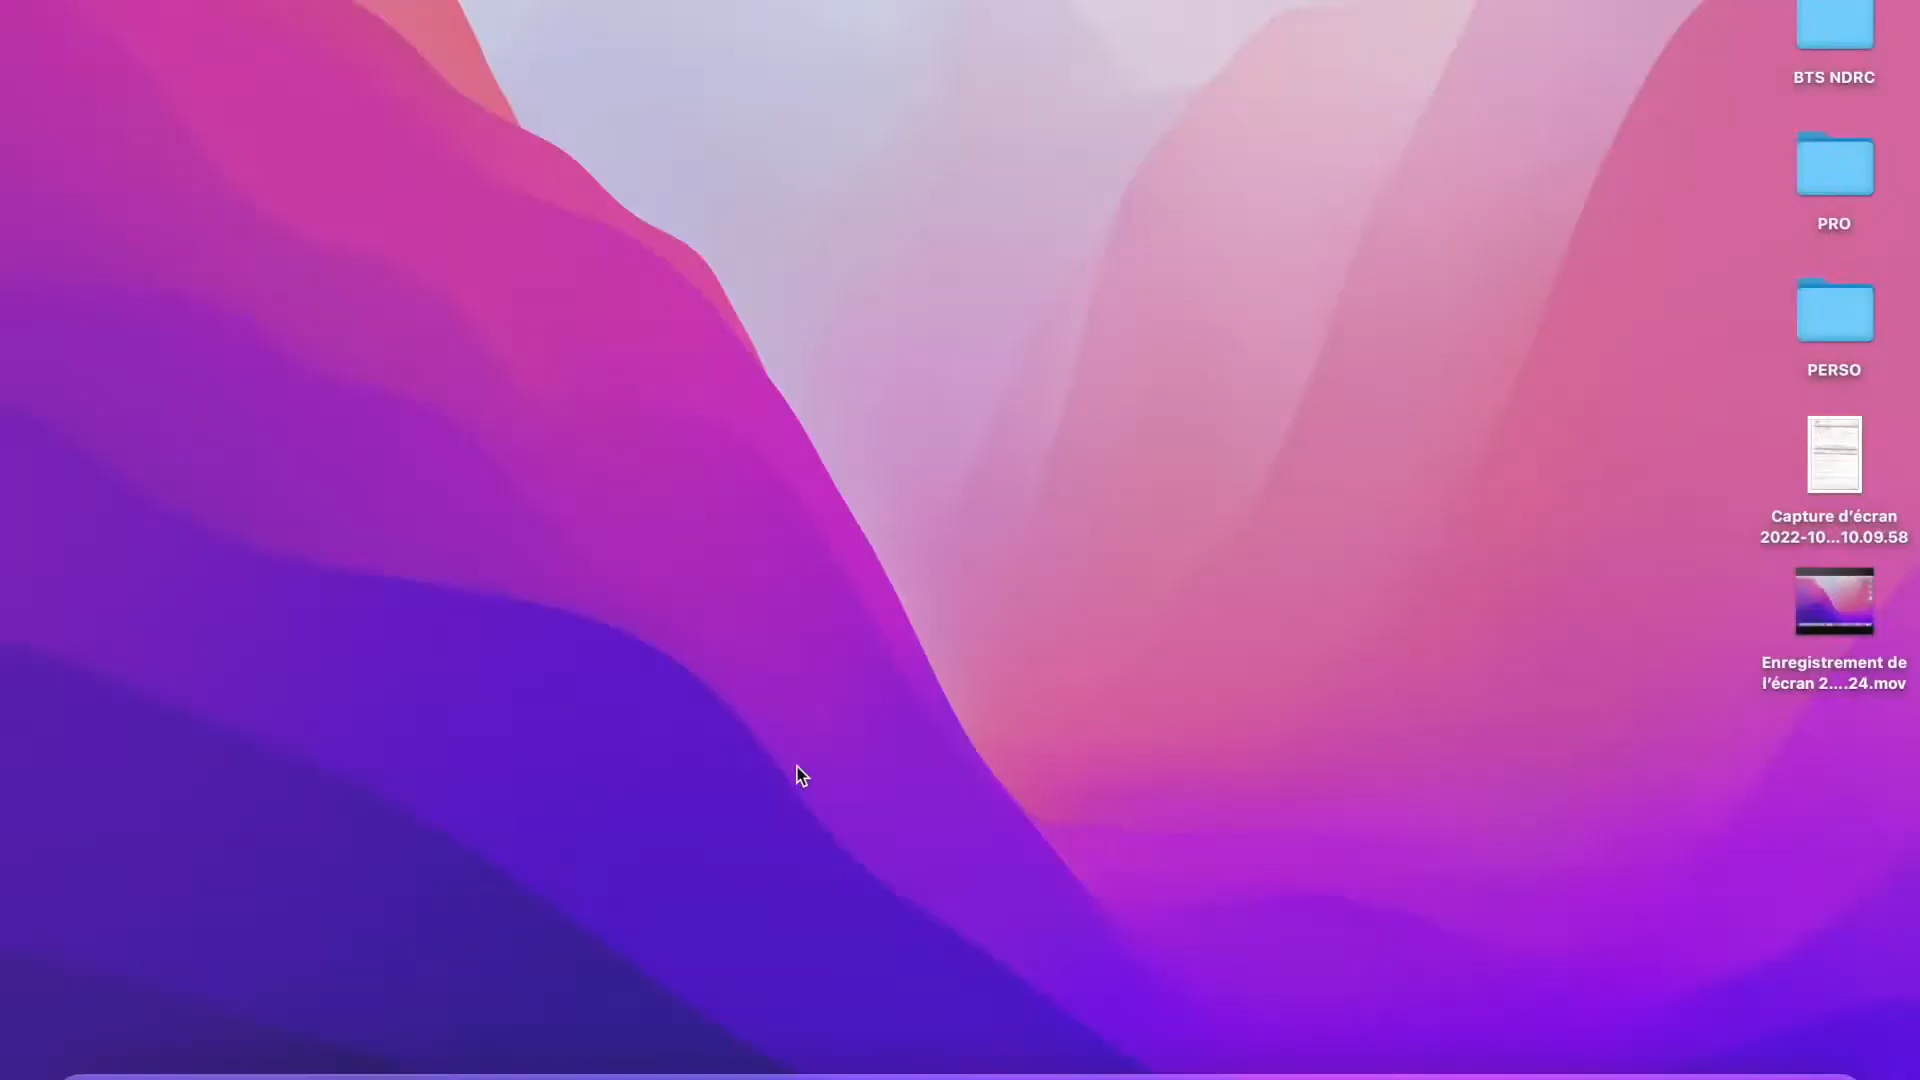 BTS NDRC
PRO
PERSO
Capture d’écran
2022-10...10.09.58
Enregistrement de
l’écran 2....24.mov